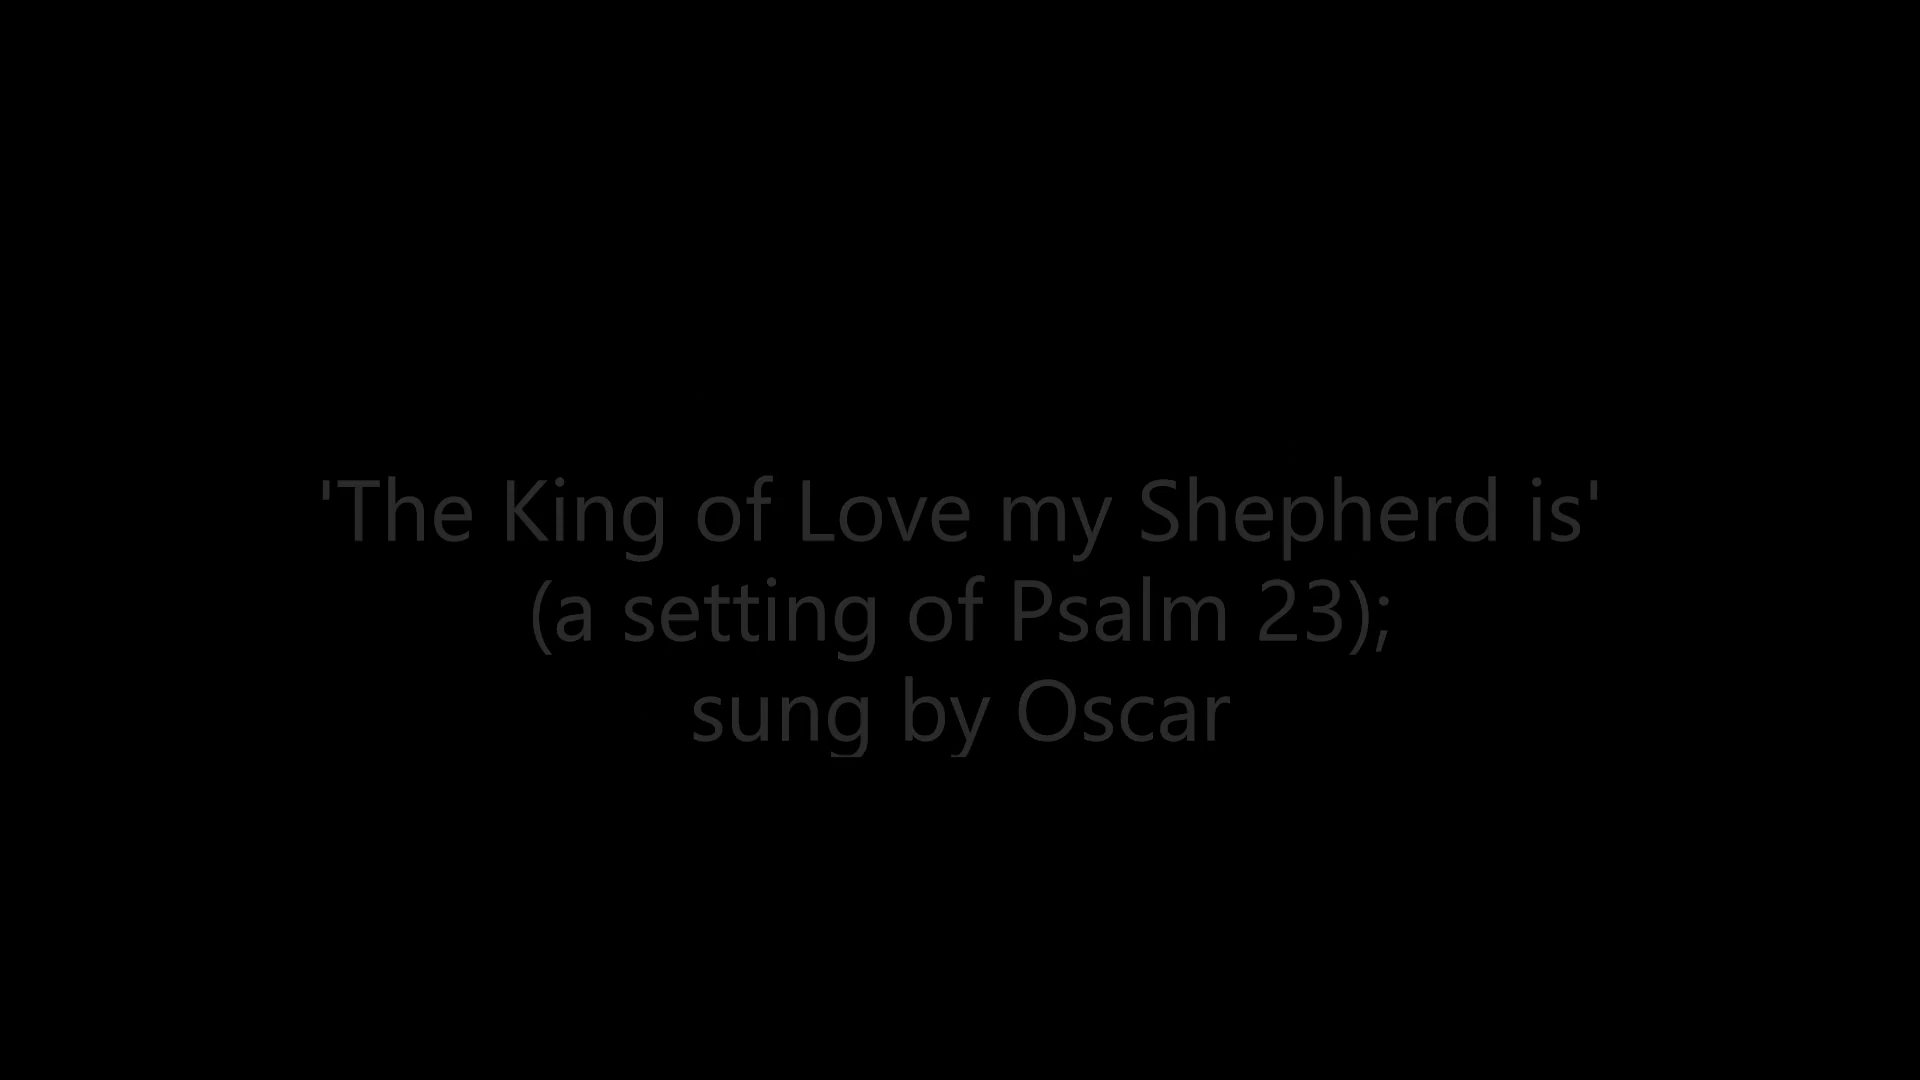 'The King of Love my Shepherd is'
(a setting of Psalm 23);
sung by Oscar